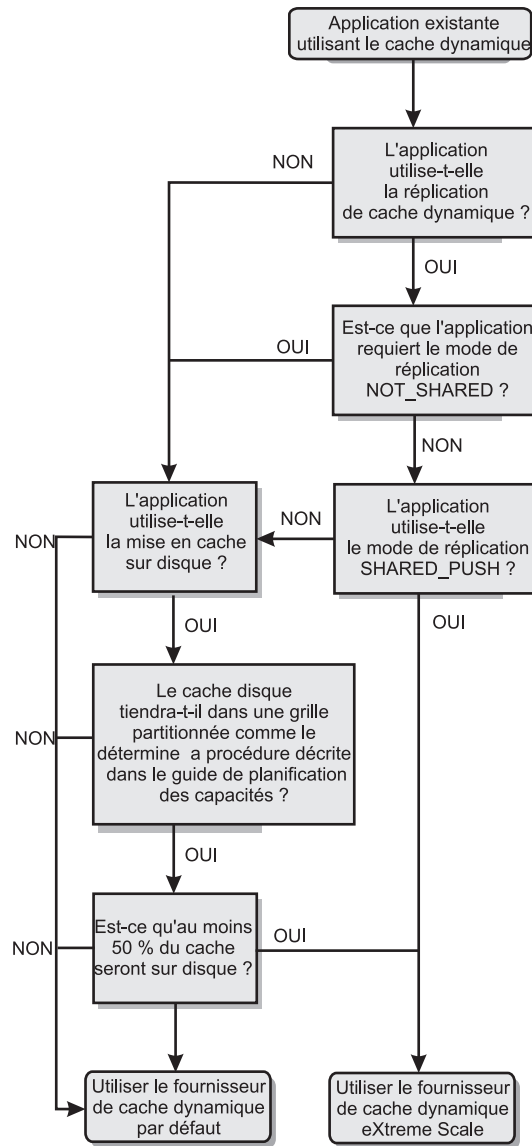 Application existante
utilisant le cache dynamique
NON
L'application
utilise-t-elle
la réplication
de cache dynamique ?
OUI
OUI
Est-ce que l'application
requiert le mode de
réplication
NOT_SHARED ?
NON
NON
L'application
utilise-t-elle
la mise en cache
sur disque ?
NON
L'application
utilise-t-elle
le mode de réplication
SHARED_PUSH ?
OUI
OUI
NON
Le cache disque
tiendra-t-il dans une grille
partitionnée comme le
détermine a procédure décrite
dans le guide de planification
des capacités ?
OUI
NON
Est-ce qu'au moins
50 % du cache
seront sur disque ?
OUI
Utiliser le fournisseur
de cache dynamique
par défaut
Utiliser le fournisseur
de cache dynamique
eXtreme Scale